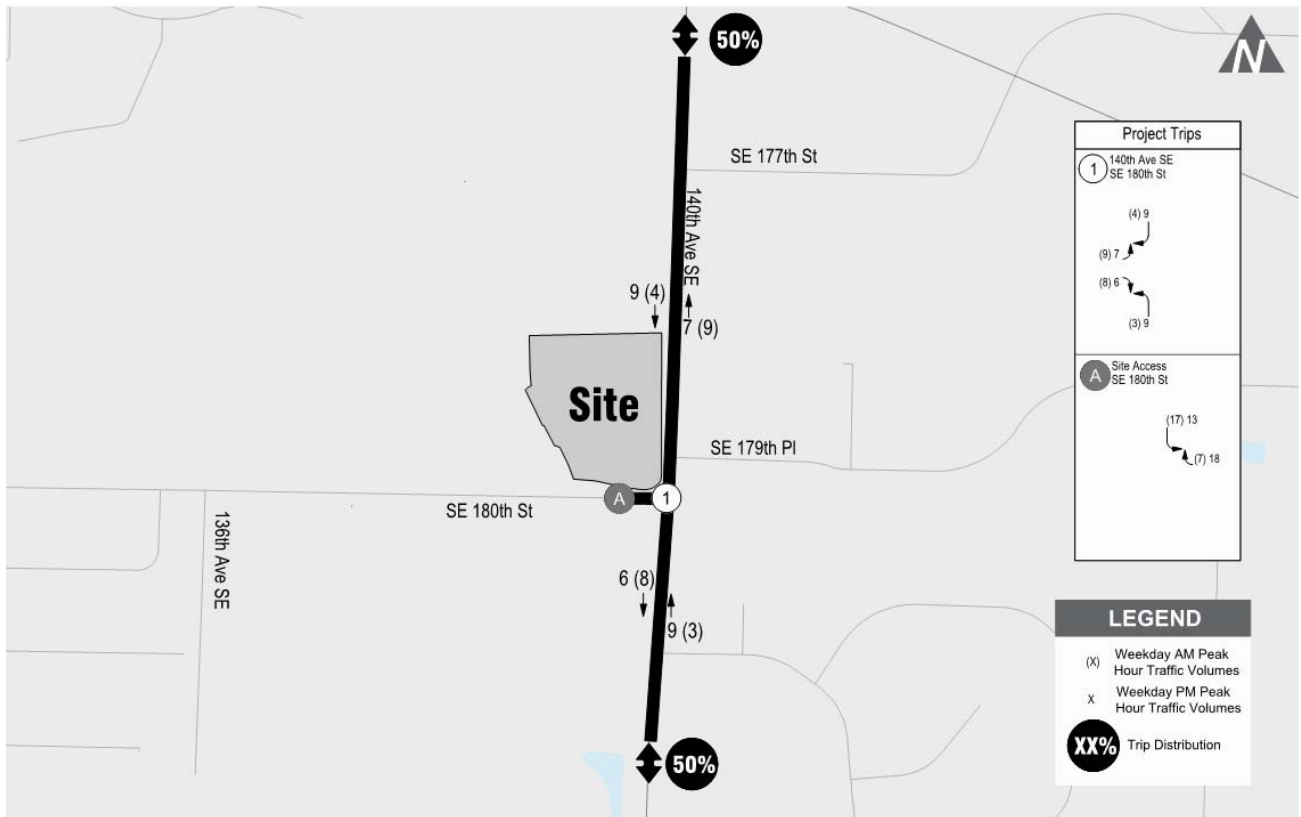 50%
N
SE 177th St
140th Ave SE
9 (4)
7 (9)
Site
SE 179th Pl
A
1
SE 180th St
136th Ave SE
6 (8)
9 (3)
50%
Project Trips
1
140th Ave SE
SE 180th St
(4) 9
(9) 7
(8) 6
(3) 9
A
Site Access
SE 180th St
(17) 13
(7) 18
LEGEND
(X) Weekday AM Peak
Hour Traffic Volumes
X Weekday PM Peak
Hour Traffic Volumes
XX% Trip Distribution